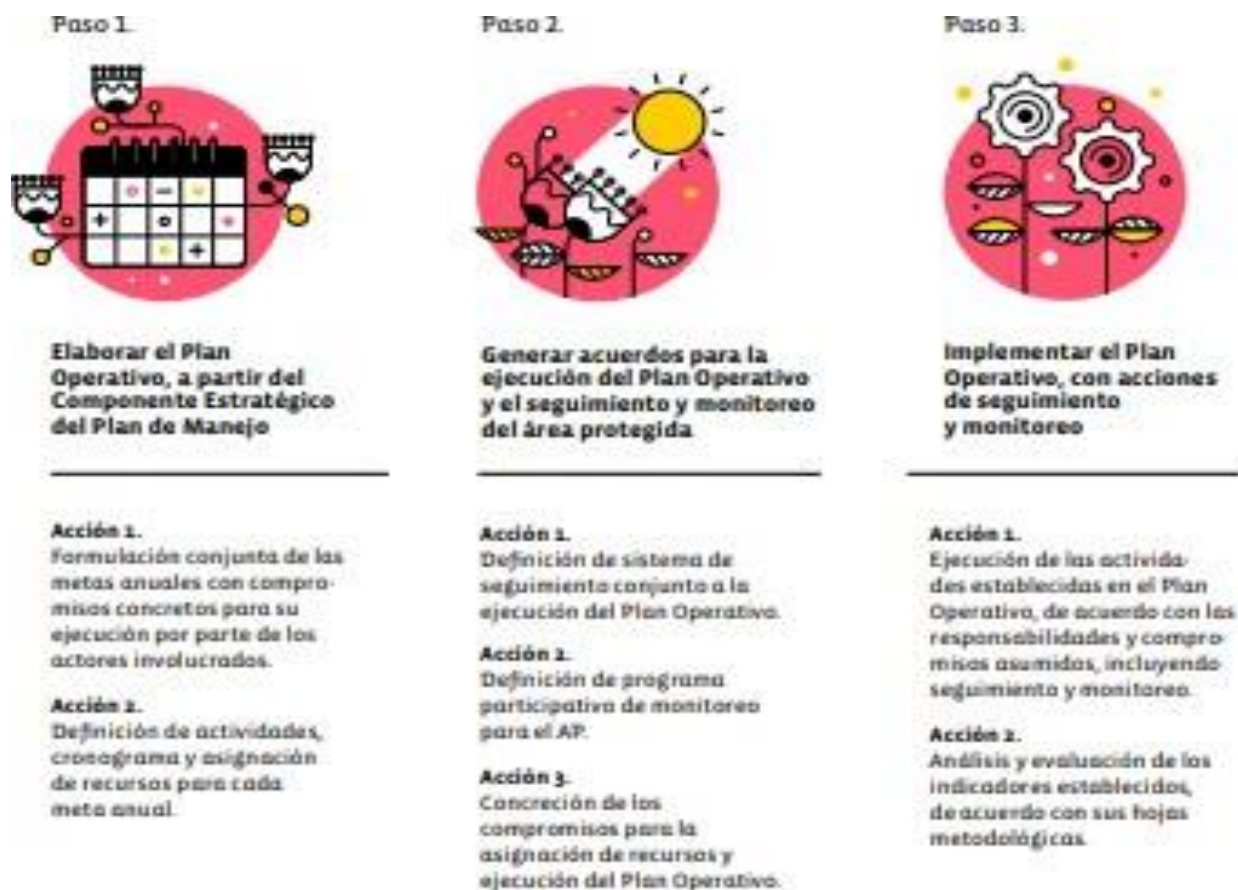 Paso 1.
Elaborar el Plan
Operativo, a partir del
Componente Estratégico
del Plan de Manejo
Acción 1.
Formulación conjunta de las
metas anuales con compro-
misos concretos para su
ejecución por parte de los
actores involucrados.
Acción 2.
Definición de actividades,
cronograma y asignación
de recursos para cada
meta anual.
Paso 2.
Generar acuerdos para la
ejecución del Plan Operativo
y el seguimiento y monitoreo
del área protegida
Acción 1.
Definición de sistema de
seguimiento conjunto a la
ejecución del Plan Operativo.
Acción 2.
Definición de programa
participativo de monitoreo
para el AP.
Acción 3.
Concreción de los
compromisos para la
asignación de recursos y
ejecución del Plan Operativo.
Paso 3.
Implementar el Plan
Operativo, con acciones
de seguimiento
y monitoreo
Acción 1.
Ejecución de las activida-
des establecidas en el Plan
Operativo, de acuerdo con las
responsabilidades y compro-
misos asumidos, incluyendo
seguimiento y monitoreo.
Acción 2.
Análisis y evaluación de los
indicadores establecidos,
de acuerdo con sus hojas
metodológicas.